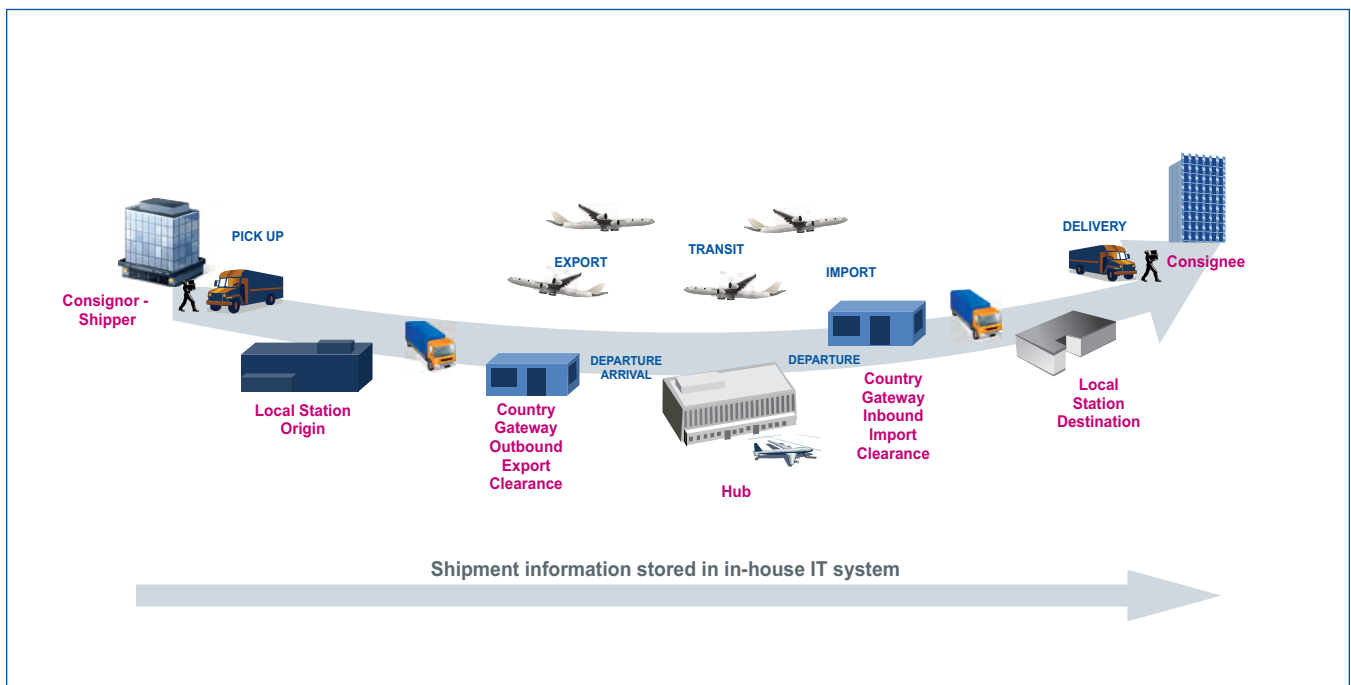 PICK UP
Consignor -
Shipper
Local Station
Origin
EXPORT
Country
Gateway
Outbound
Export
Clearance
DEPARTURE
ARRIVAL
TRANSIT
Hub
DEPARTURE
IMPORT
Country
Gateway
Inbound
Import
Clearance
Local
Station
Destination
DELIVERY
Consignee
Shipment information stored in in-house IT system